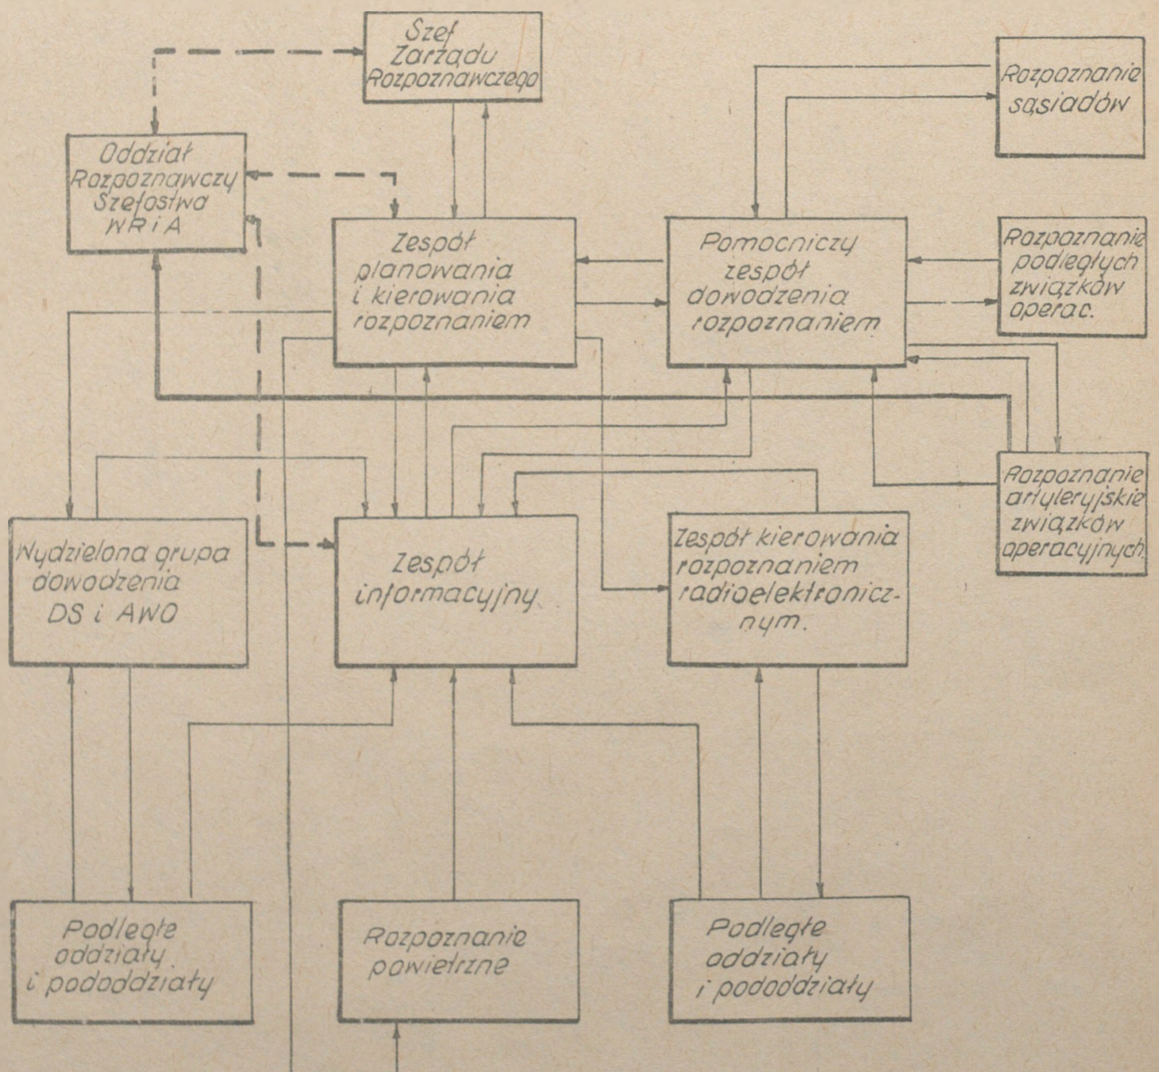 Szef
Zarządu
Rozpoznawczego
Rozpoznanie
sąsiadów
Oddział
Rozpoznawczy
Szefostwa
WRiA
Zespół
planowania
i kierowania
rozpoznaniem
Pomocniczy
zespół
dowodzenia
rozpoznaniem
Rozpoznanie
podległych
związków
operac.
Rozpoznanie
artyleryjskie
związków
operacyjnych.
Wydzielona grupa
dowodzenia
DS i AWO
Zespół
informacyjny.
Zespół kierowania
rozpoznaniem
radioelektronicz-
nym.
Podległe
oddziały
i pododdziały
Rozpoznanie
powietrzne
Podległe
oddziały
i pododdziały